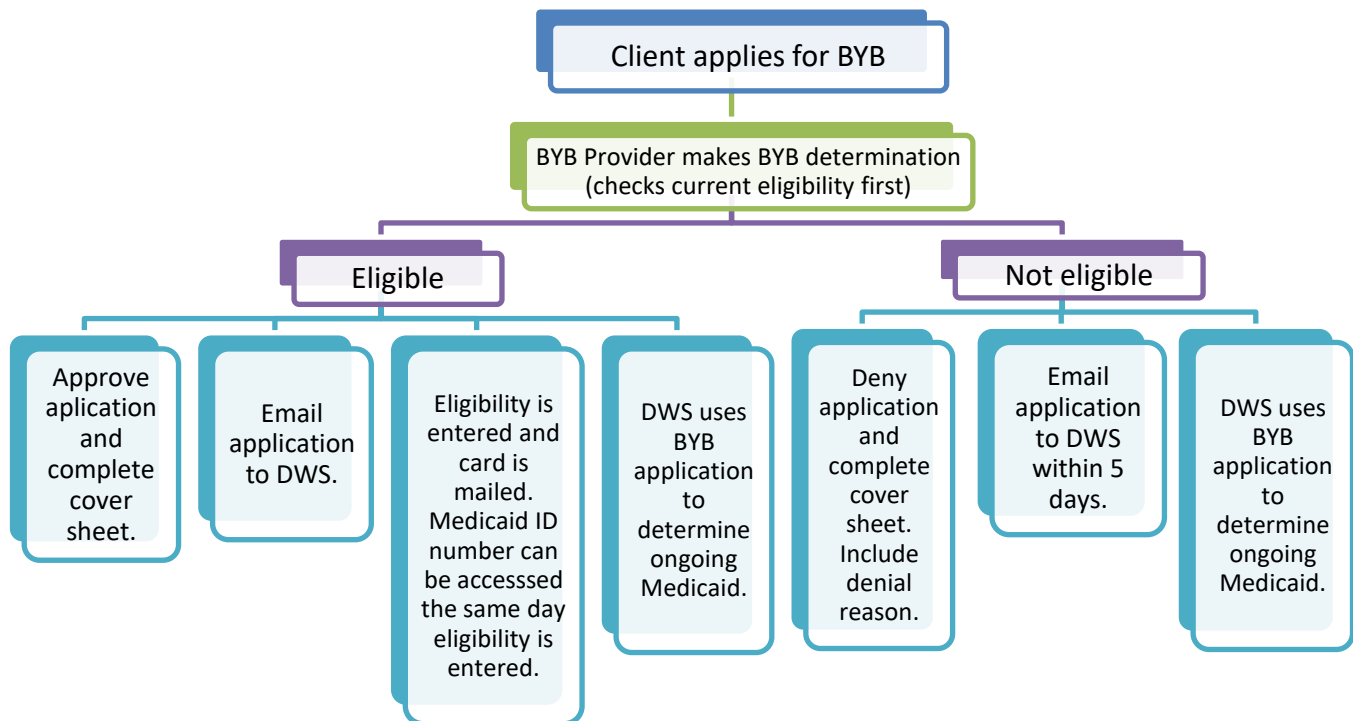 Client applies for BYB
BYB Provider makes BYB determination
(checks current eligibility first)
Eligible
Not eligible
Approve
aplication
and
complete
cover
sheet.
Email
application
to DWS.
Eligibility is
entered and
card is
mailed.
Medicaid ID
number can
be accesssed
the same day
eligibility is
entered.
DWS uses
BYB
application
to
determine
ongoing
Medicaid.
Deny
application
and
complete
cover
sheet.
Include
denial
reason.
Email
application
to DWS
within 5
days.
DWS uses
BYB
application
to
determine
ongoing
Medicaid.